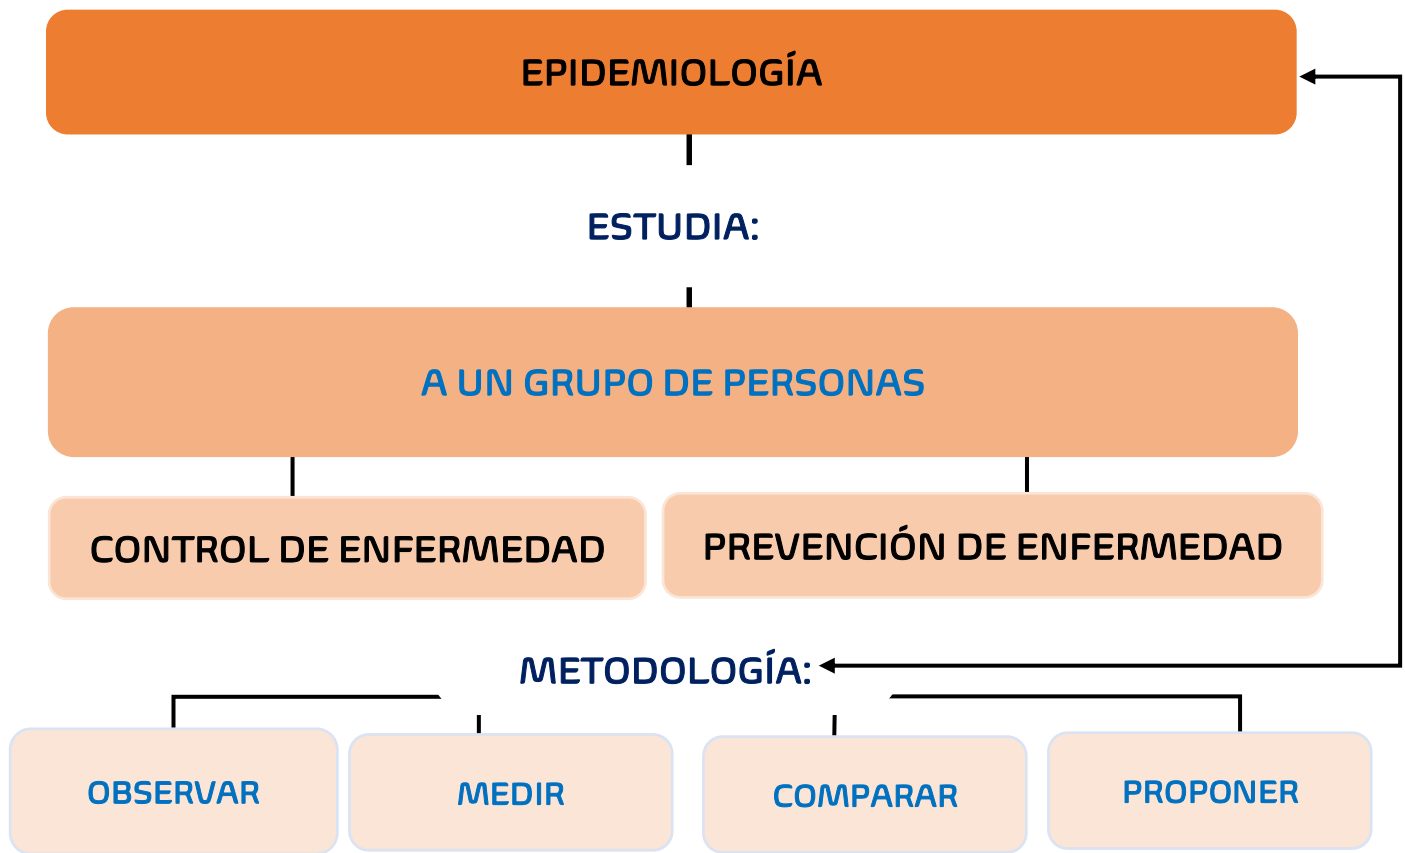 EPIDEMIOLOGÍA
ESTUDIA:
A UN GRUPO DE PERSONAS
CONTROL DE ENFERMEDAD
PREVENCIÓN DE ENFERMEDAD
METODOLOGÍA:
OBSERVAR
MEDIR
COMPARAR
PROPONER